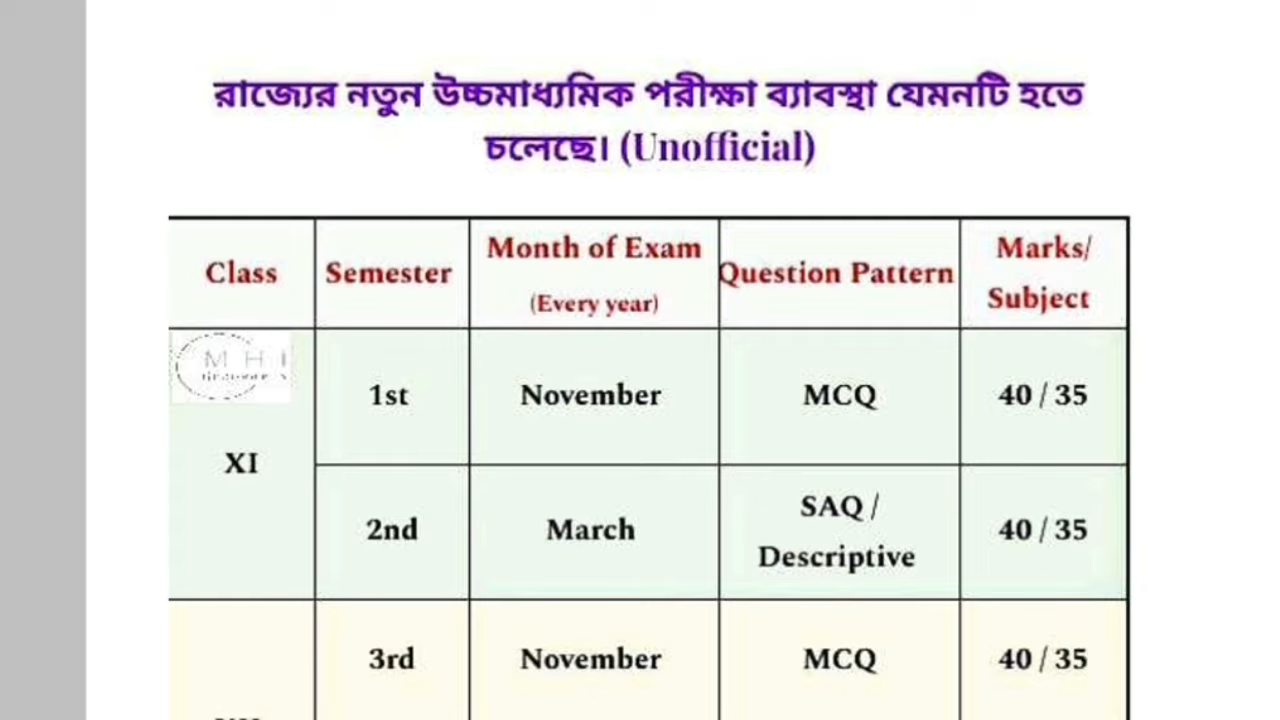 রাজ্যের নতুন উচ্চমাধ্যমিক পরীক্ষা ব্যাবস্থা যেমনটি হতে
চলেছে। (Unofficial)
Class Semester Month of Exam (Every year) Question Pattern Marks/ Subject
M H I
XI
1st November MCQ 40 / 35
2nd March SAQ / Descriptive 40 / 35
3rd November MCQ 40 / 35